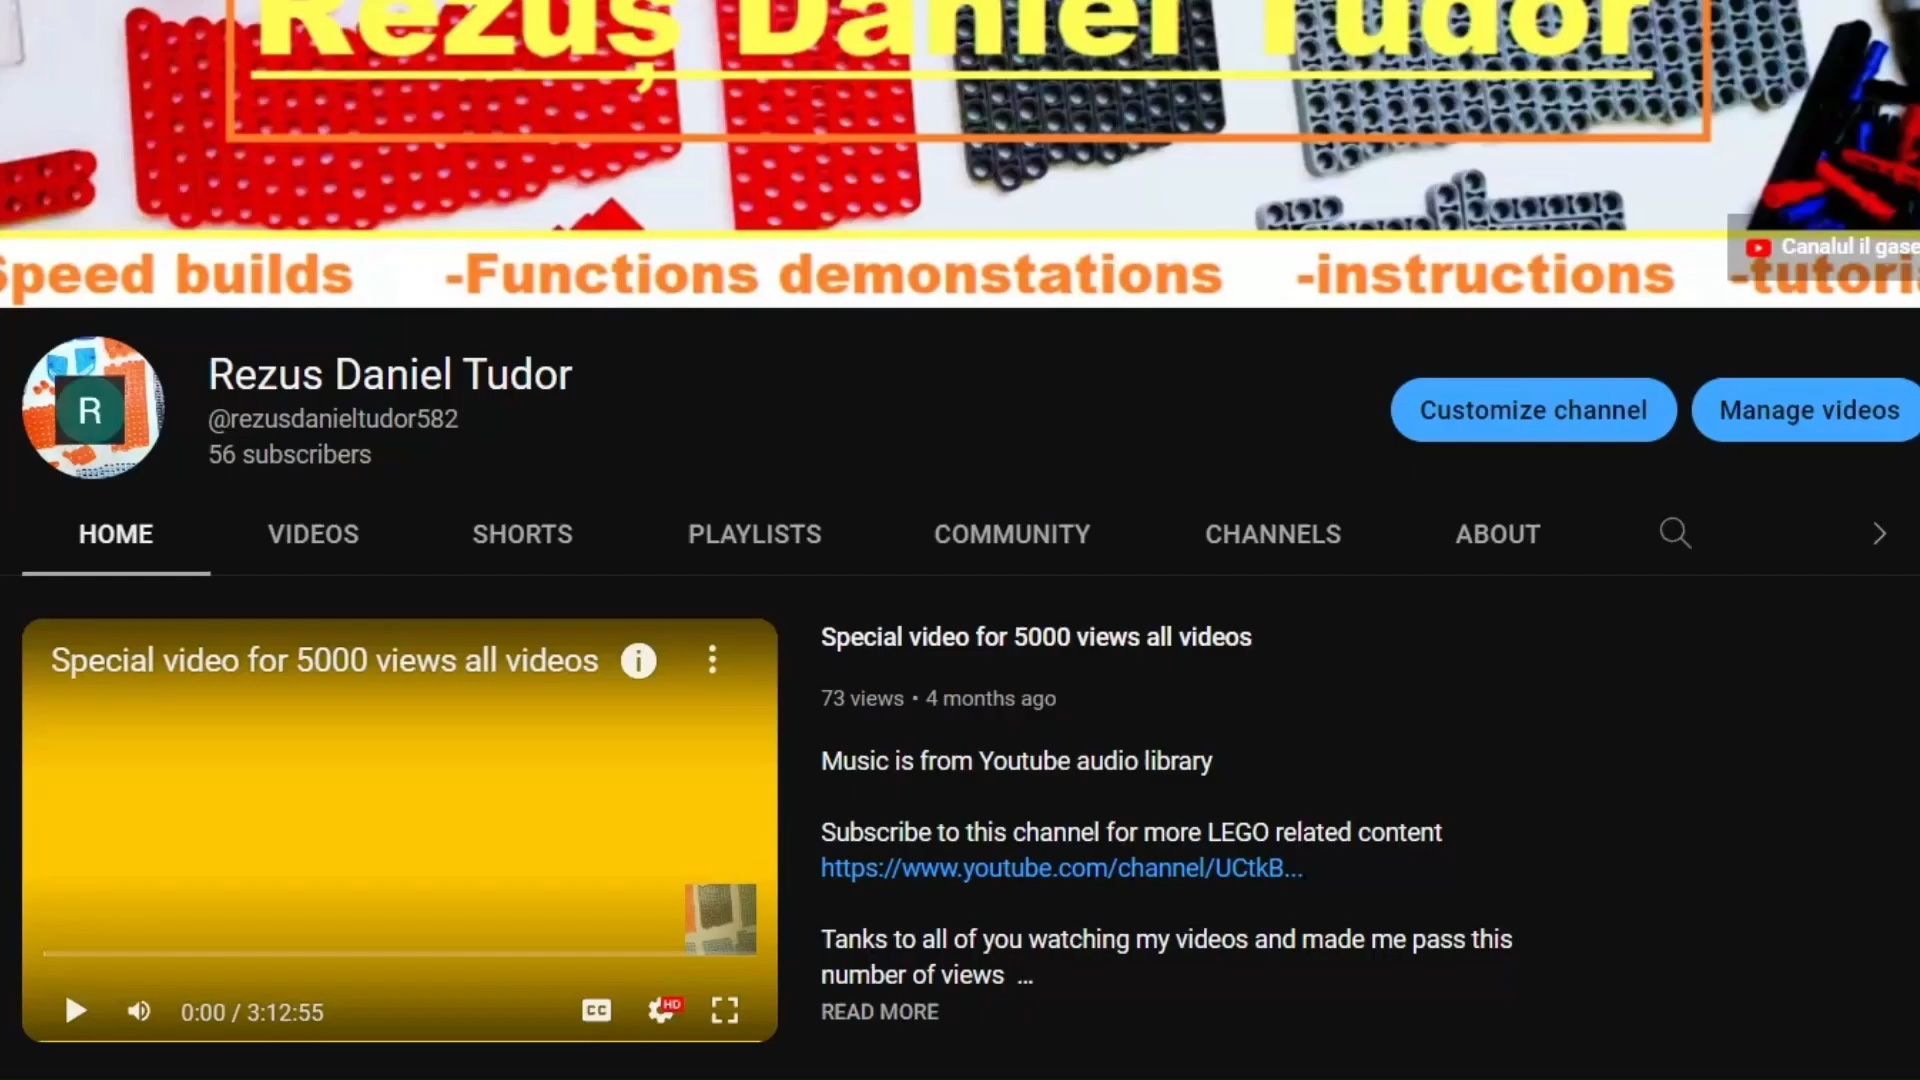 Rezuș Daniel Tudor
Speed builds -Functions demonstations -instructions
Canalul il
R
Rezus Daniel Tudor
@rezusdanieltudor582
56 subscribers
Customize channel
Manage videos
HOME VIDEOS SHORTS PLAYLISTS COMMUNITY CHANNELS ABOUT
Special video for 5000 views all videos
0:00 / 3:12:55
CC
HD
Special video for 5000 views all videos
73 views • 4 months ago
Music is from Youtube audio library
Subscribe to this channel for more LEGO related content
https://www.youtube.com/channel/UCtkB...
Tanks to all of you watching my videos and made me pass this
number of views ...
READ MORE